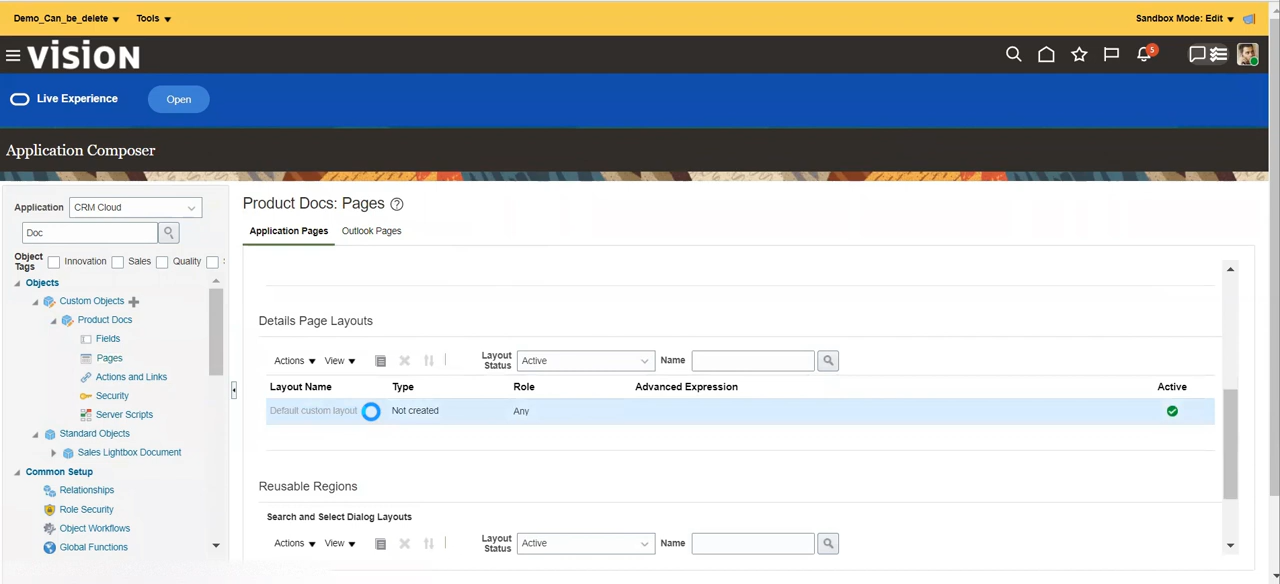 Demo_Can_be_delete
Tools
Sandbox Mode: Edit
VISION
5
Live Experience
Open
Application Composer
Application
CRM Cloud
Doc
Object Tags
Innovation
Sales
Quality
Objects
Custom Objects
Product Docs
Fields
Pages
Actions and Links
Security
Server Scripts
Standard Objects
Sales Lightbox Document
Common Setup
Relationships
Role Security
Object Workflows
Global Functions
Product Docs: Pages
Application Pages
Outlook Pages
Details Page Layouts
Actions
View
Layout Status
Active
Name
Layout Name
Type
Role
Advanced Expression
Active
Default custom layout
Not created
Any
Reusable Regions
Search and Select Dialog Layouts
Actions
View
Layout Status
Active
Name